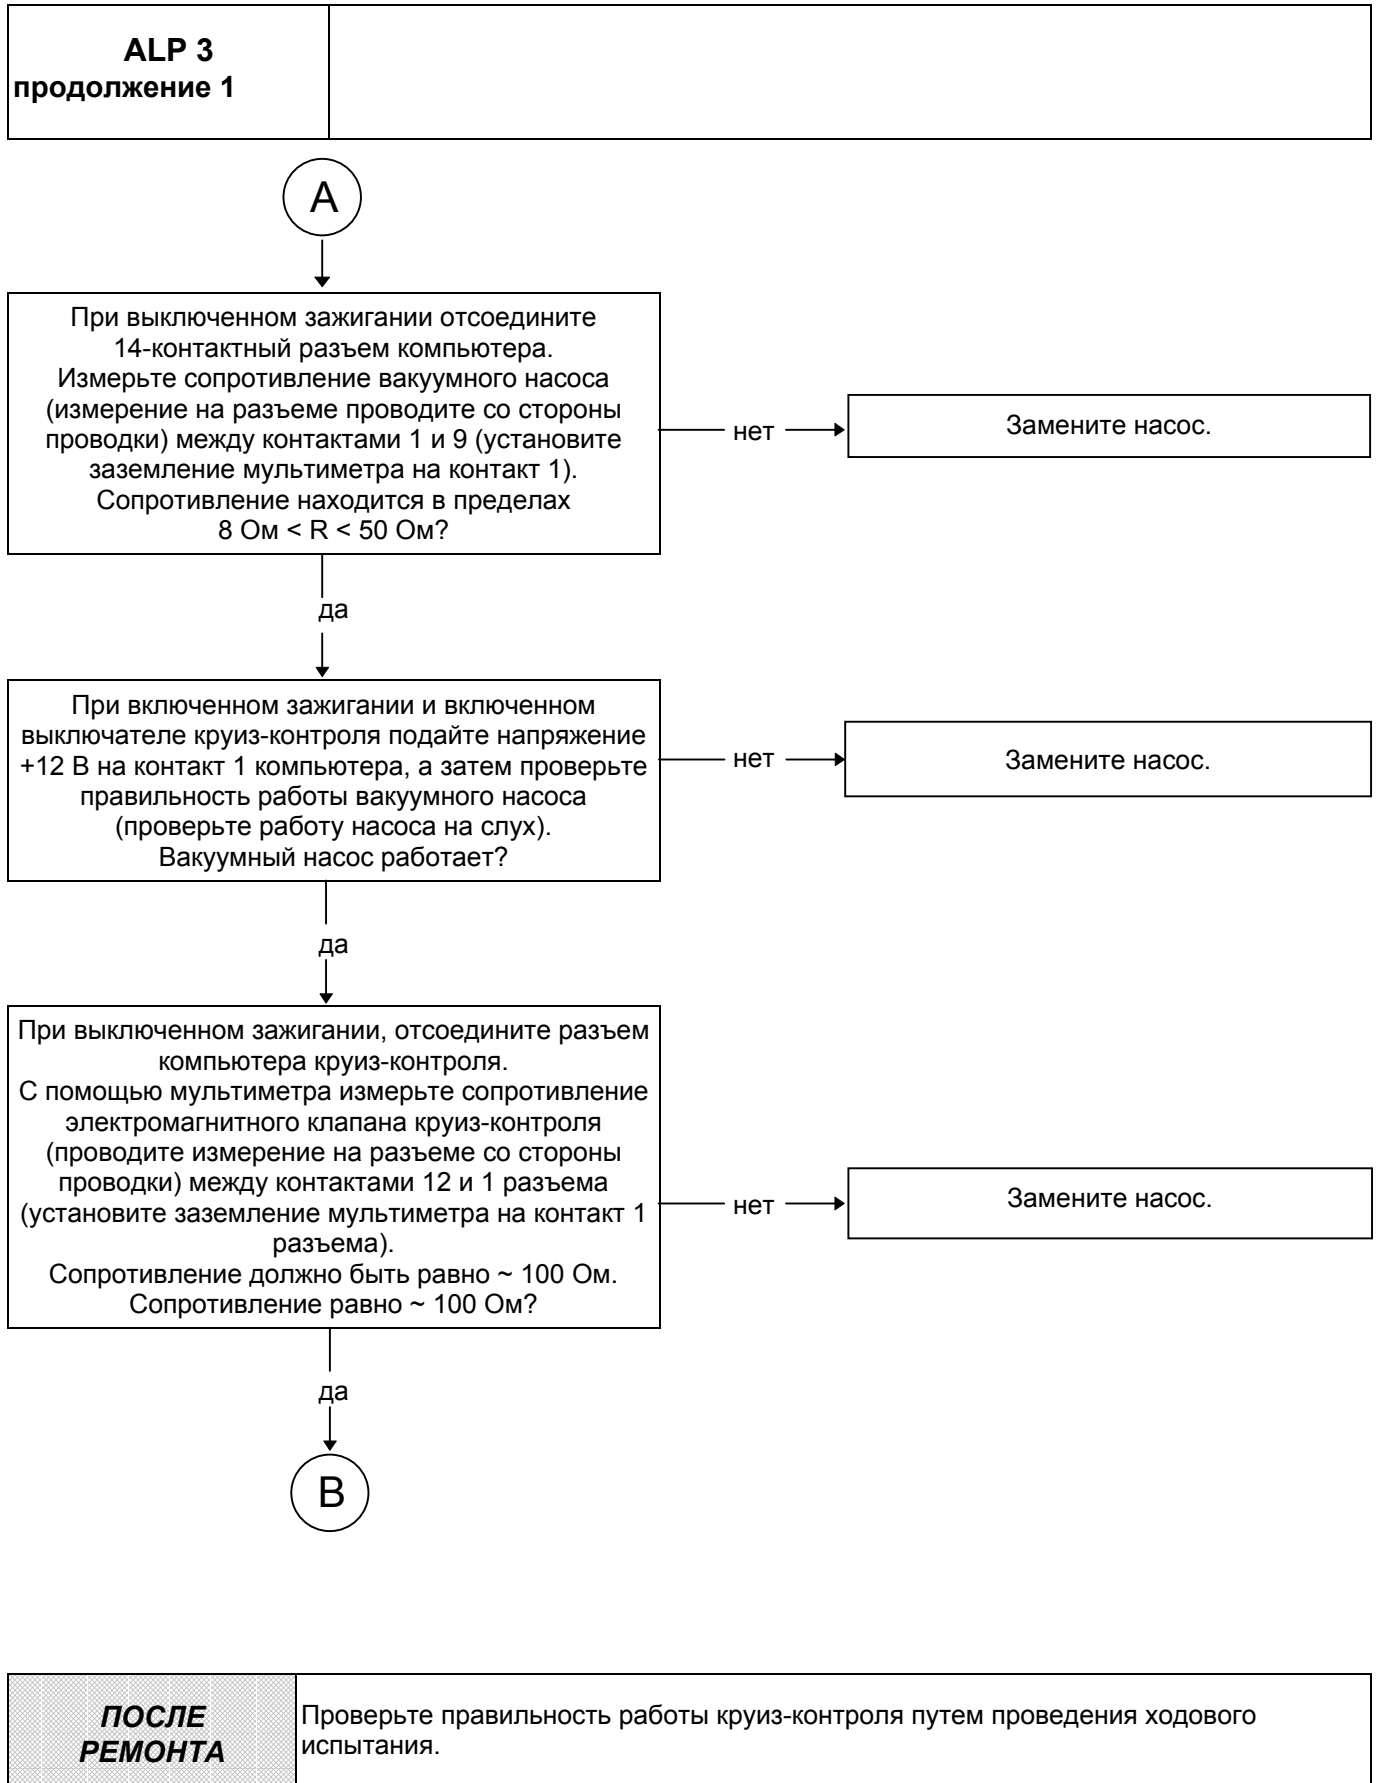 ALP 3
продолжение 1
A
При выключенном зажигании отсоедините
14-контактный разъем компьютера.
Измерьте сопротивление вакуумного насоса
(измерение на разъеме проводите со стороны
проводки) между контактами 1 и 9 (установите
заземление мультиметра на контакт 1).
Сопротивление находится в пределах
8 Ом < R < 50 Ом?
нет
Замените насос.
да
При включенном зажигании и включенном
выключателе круиз-контроля подайте напряжение
+12 В на контакт 1 компьютера, а затем проверьте
правильность работы вакуумного насоса
(проверьте работу насоса на слух).
Вакуумный насос работает?
нет
Замените насос.
да
При выключенном зажигании, отсоедините разъем
компьютера круиз-контроля.
С помощью мультиметра измерьте сопротивление
электромагнитного клапана круиз-контроля
(проводите измерение на разъеме со стороны
проводки) между контактами 12 и 1 разъема
(установите заземление мультиметра на контакт 1
разъема).
Сопротивление должно быть равно ~ 100 Ом.
Сопротивление равно ~ 100 Ом?
нет
Замените насос.
да
B
ПОСЛЕ
РЕМОНТА
Проверьте правильность работы круиз-контроля путем проведения ходового
испытания.